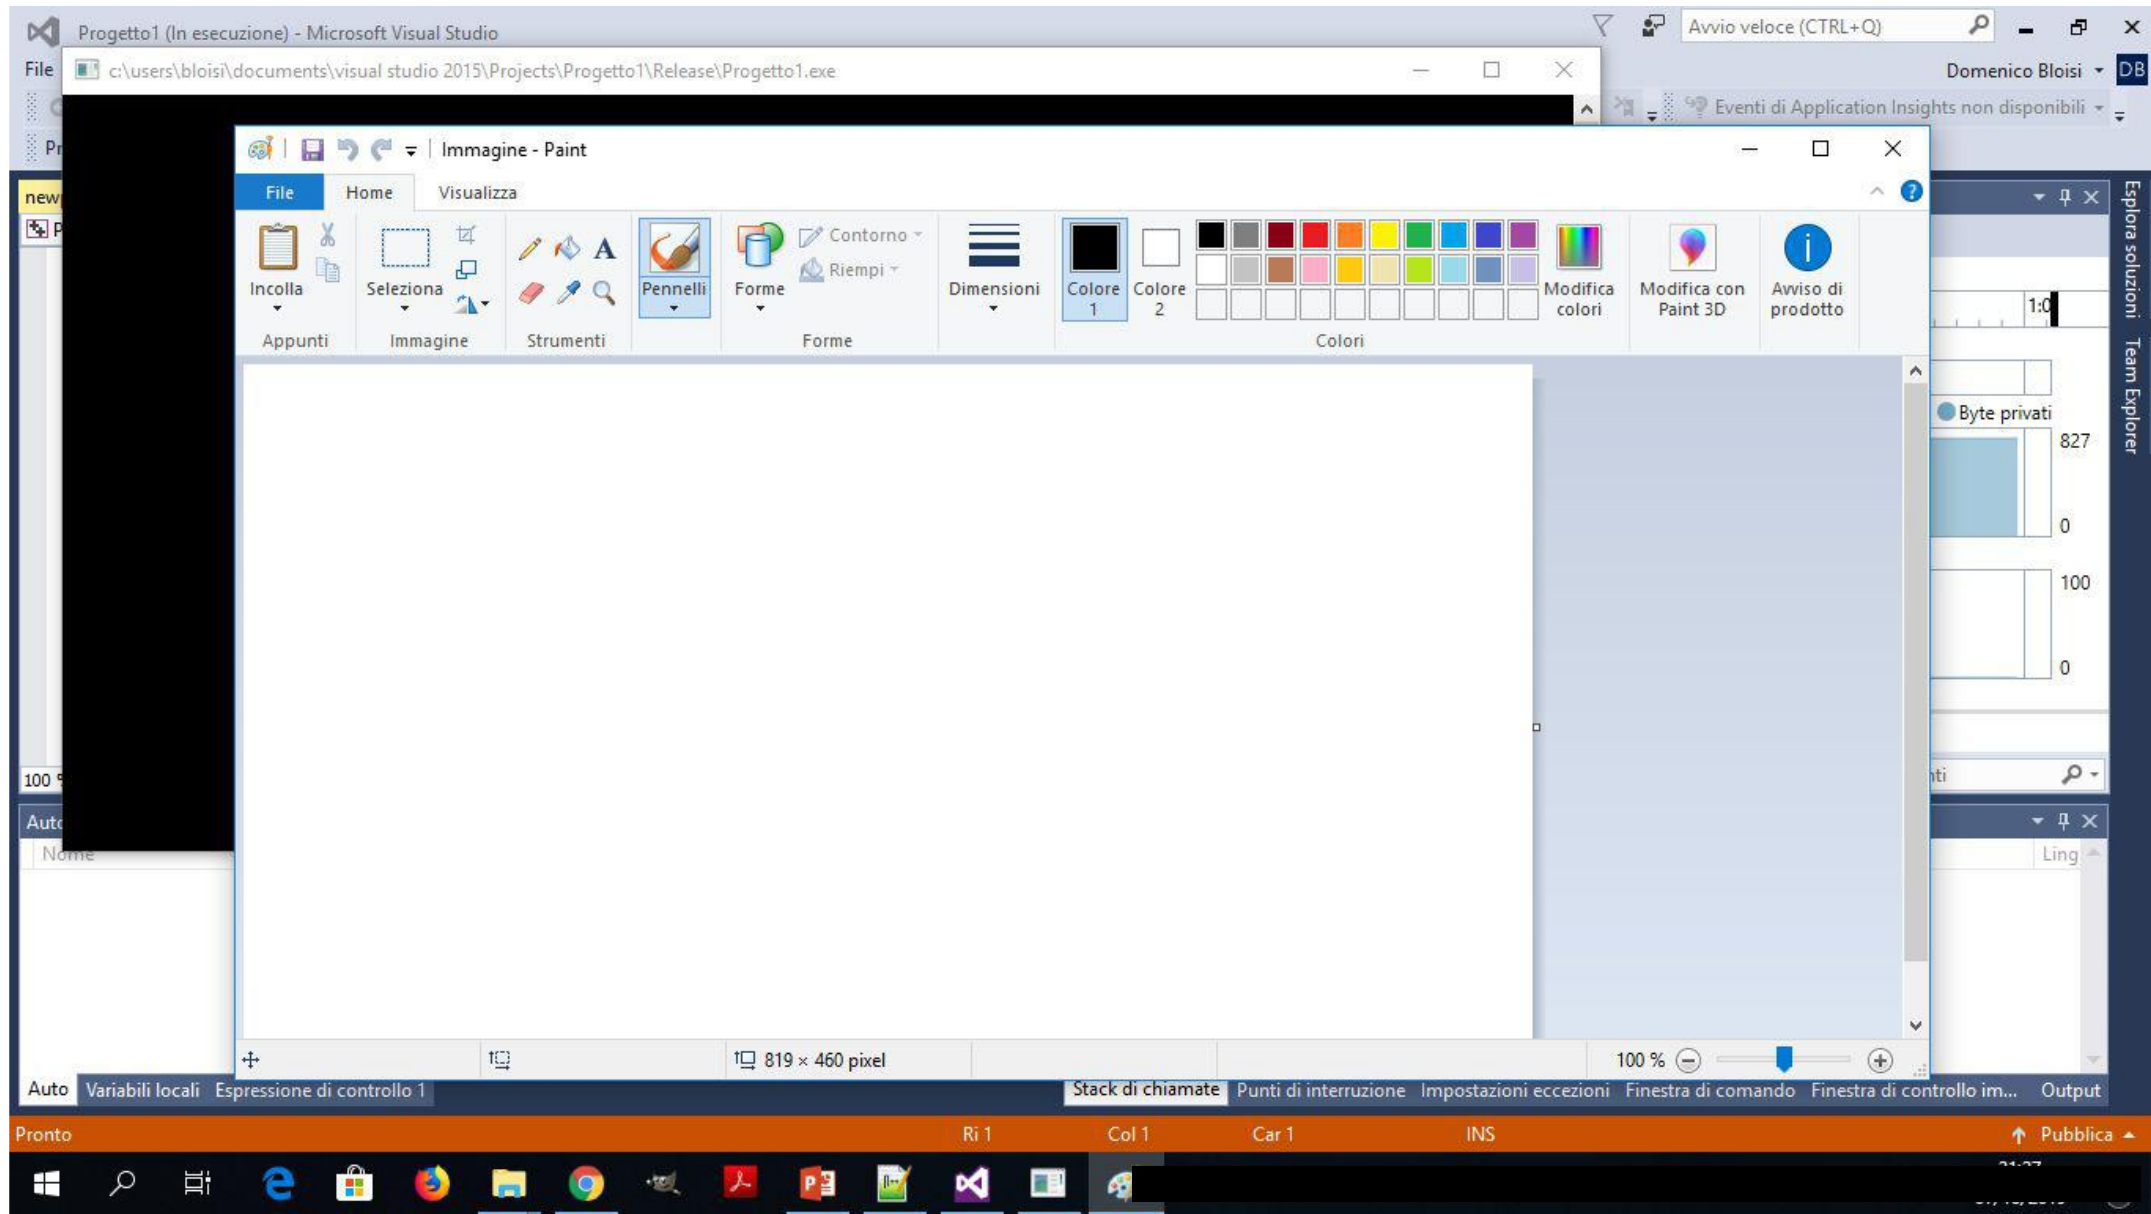 Progetto1 (In esecuzione) - Microsoft Visual Studio
Avvio veloce (CTRL+Q)
File
c:\users\bloisi\documents\visual studio 2015\Projects\Progetto1\Release\Progetto1.exe
Domenico Bloisi
DB
Eventi di Application Insights non disponibili
Immagine - Paint
File
Home
Visualizza
Incolla
Seleziona
A
Pennelli
Forme
Contorno
Riempi
Dimensioni
Colore 1
Colore 2
Modifica colori
Modifica con Paint 3D
Avviso di prodotto
Appunti
Immagine
Strumenti
Forme
Colori
Esplora soluzioni
Team Explorer
Byte privati
827
0
100
0
100 %
Nome
Ling
819 × 460 pixel
100 %
Auto
Variabili locali
Espressione di controllo 1
Stack di chiamate
Punti di interruzione
Impostazioni eccezioni
Finestra di comando
Finestra di controllo im...
Output
Pronto
Ri 1
Col 1
Car 1
INS
Pubblica